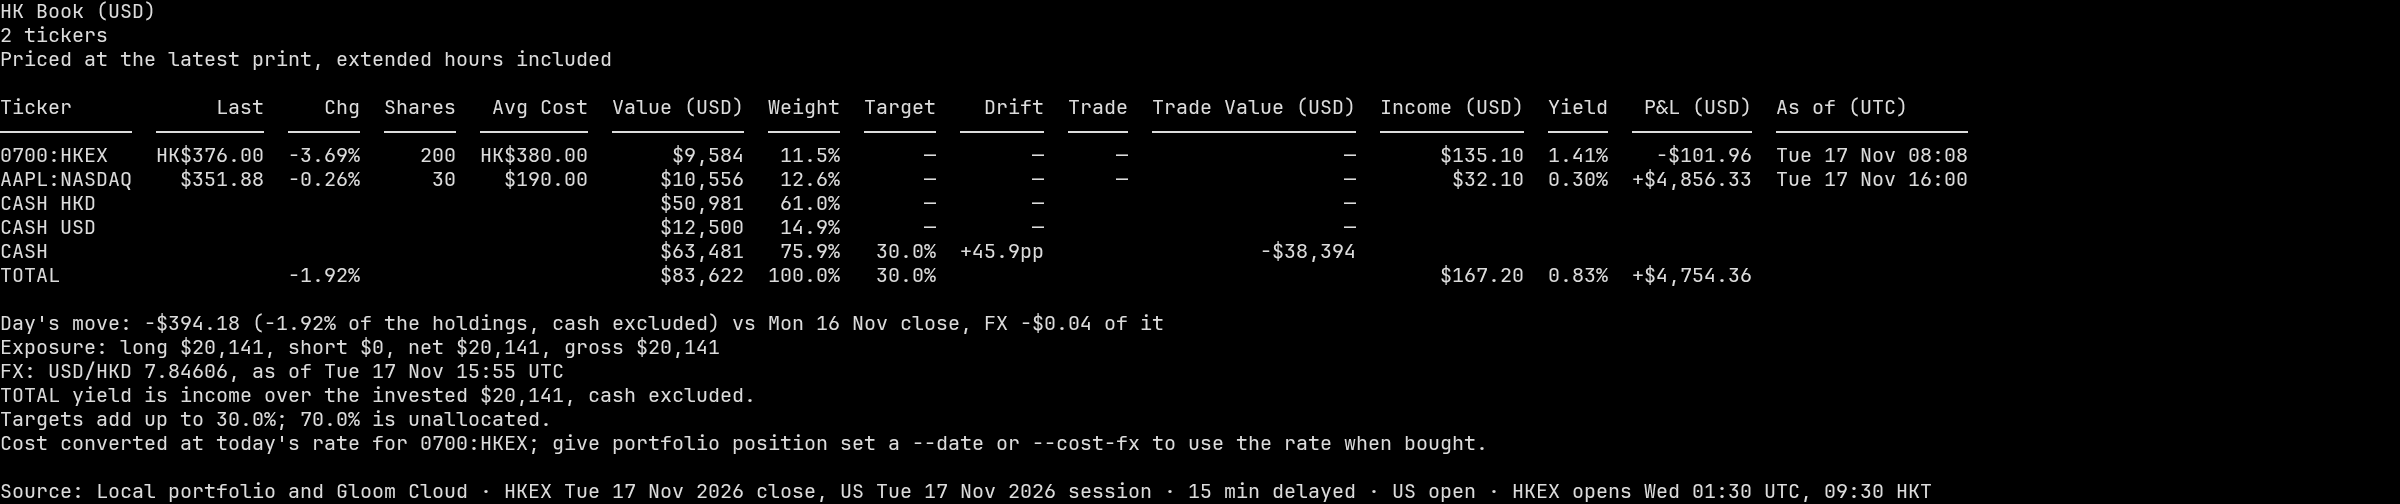 HK Book (USD)
2 tickers
Priced at the latest print, extended hours included
Ticker Last Chg Shares Avg Cost Value (USD) Weight Target Drift Trade Trade Value (USD) Income (USD) Yield P&L (USD) As of (UTC)
0700:HKEX HK$376.00 -3.69% 200 HK$380.00 $9,584 11.5% — — — — $135.10 1.41% -$101.96 Tue 17 Nov 08:08
AAPL:NASDAQ $351.88 -0.26% 30 $190.00 $10,556 12.6% — — — — $32.10 0.30% +$4,856.33 Tue 17 Nov 16:00
CASH HKD $50,981 61.0% — — —
CASH USD $12,500 14.9% — — —
CASH $63,481 75.9% 30.0% +45.9pp -$38,394
TOTAL -1.92% $83,622 100.0% 30.0% $167.20 0.83% +$4,754.36
Day's move: -$394.18 (-1.92% of the holdings, cash excluded) vs Mon 16 Nov close, FX -$0.04 of it
Exposure: long $20,141, short $0, net $20,141, gross $20,141
FX: USD/HKD 7.84606, as of Tue 17 Nov 15:55 UTC
TOTAL yield is income over the invested $20,141, cash excluded.
Targets add up to 30.0%; 70.0% is unallocated.
Cost converted at today's rate for 0700:HKEX; give portfolio position set a --date or --cost-fx to use the rate when bought.
Source: Local portfolio and Gloom Cloud · HKEX Tue 17 Nov 2026 close, US Tue 17 Nov 2026 session · 15 min delayed · US open · HKEX opens Wed 01:30 UTC, 09:30 HKT